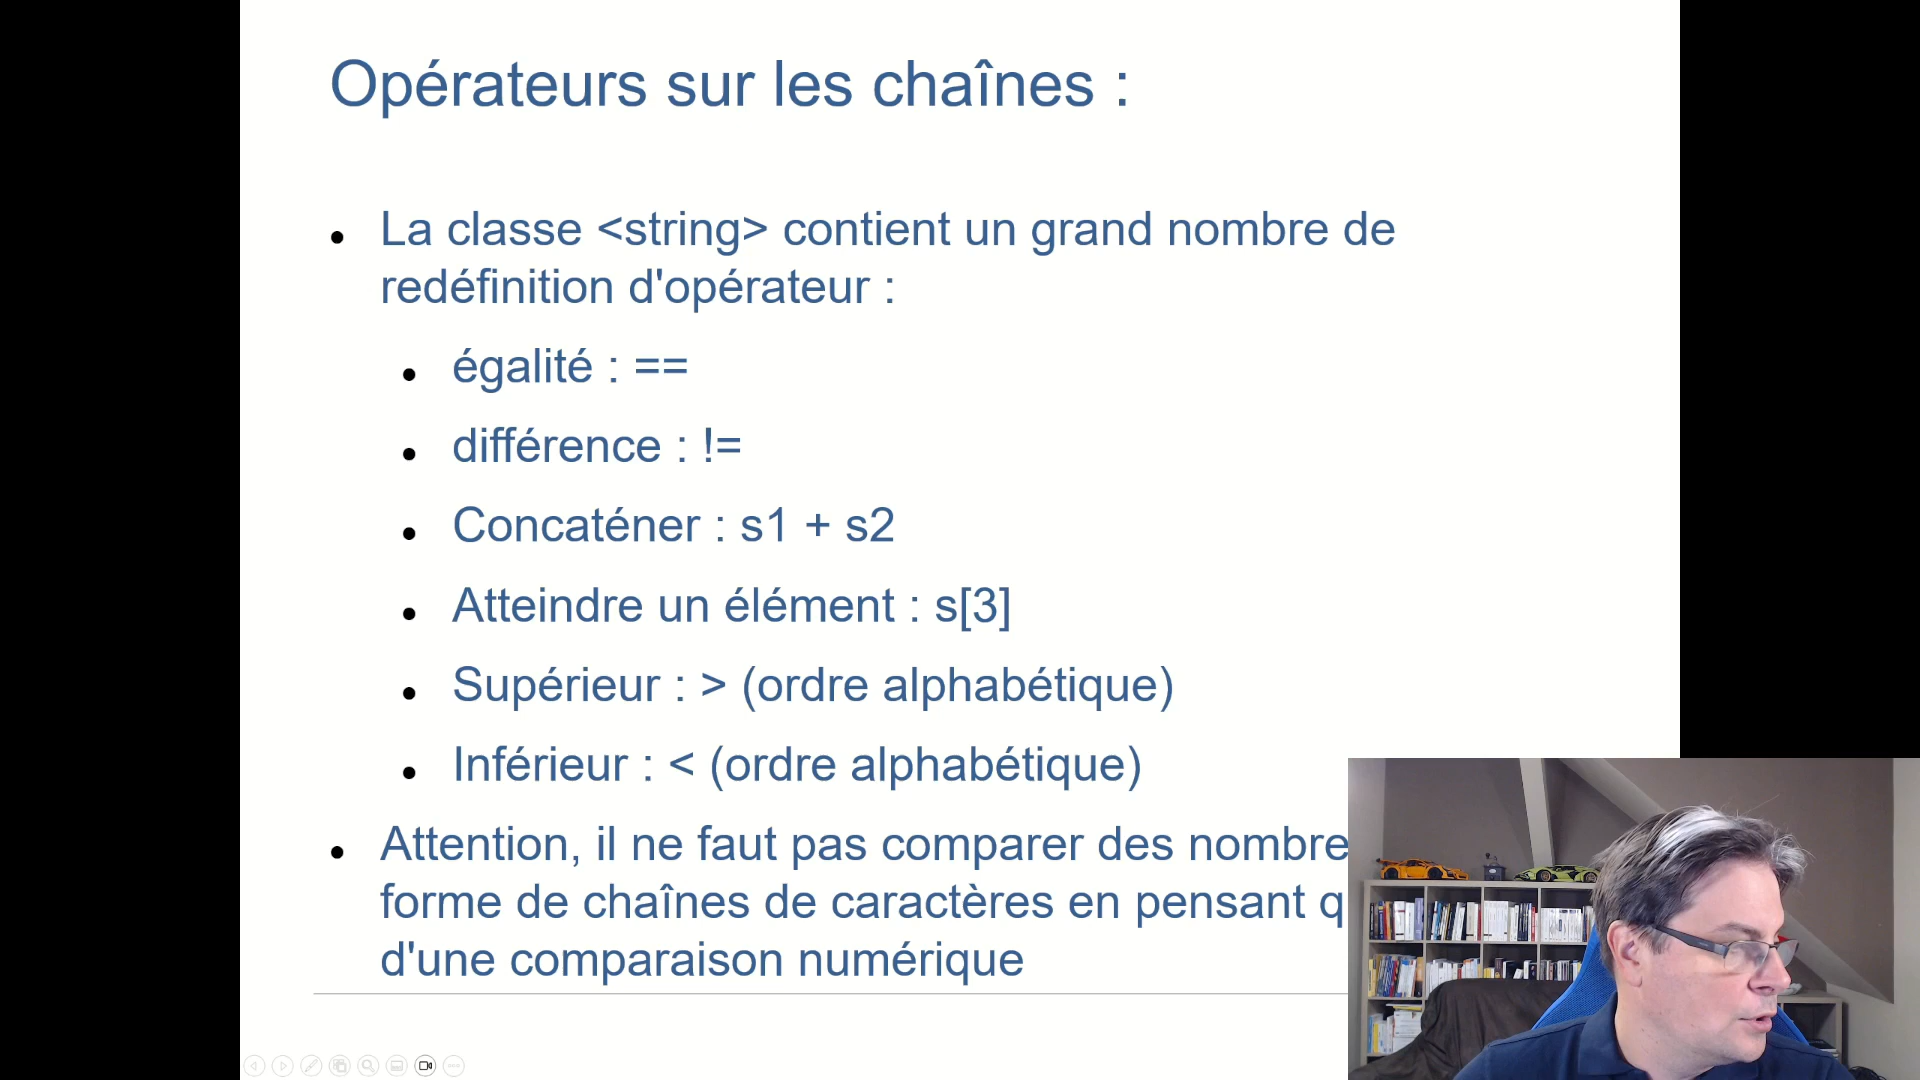 Opérateurs sur les chaînes :
La classe <string> contient un grand nombre de
redéfinition d'opérateur :
égalité : ==
différence : !=
Concaténer : s1 + s2
Atteindre un élément : s[3]
Supérieur : > (ordre alphabétique)
Inférieur : < (ordre alphabétique)
Attention, il ne faut pas comparer des nombre
forme de chaînes de caractères en pensant q
d'une comparaison numérique